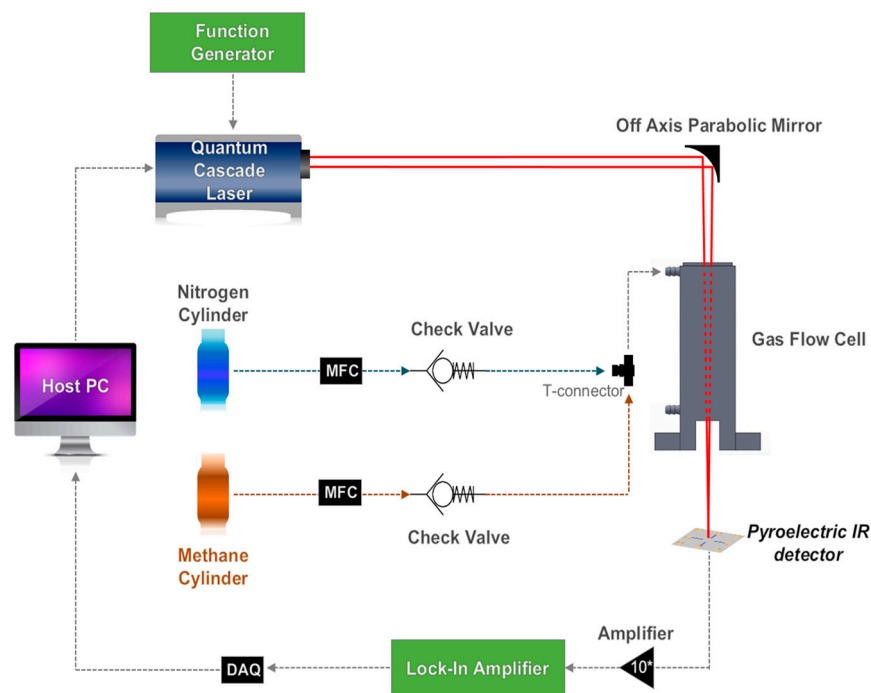 Function
Generator
Quantum
Cascade
Laser
Off Axis Parabolic Mirror
Nitrogen
Cylinder
Check Valve
Gas Flow Cell
Host PC
MFC
T-connector
MFC
Check Valve
Methane
Cylinder
Pyroelectric IR
detector
Amplifier
DAQ
Lock-In Amplifier
10*